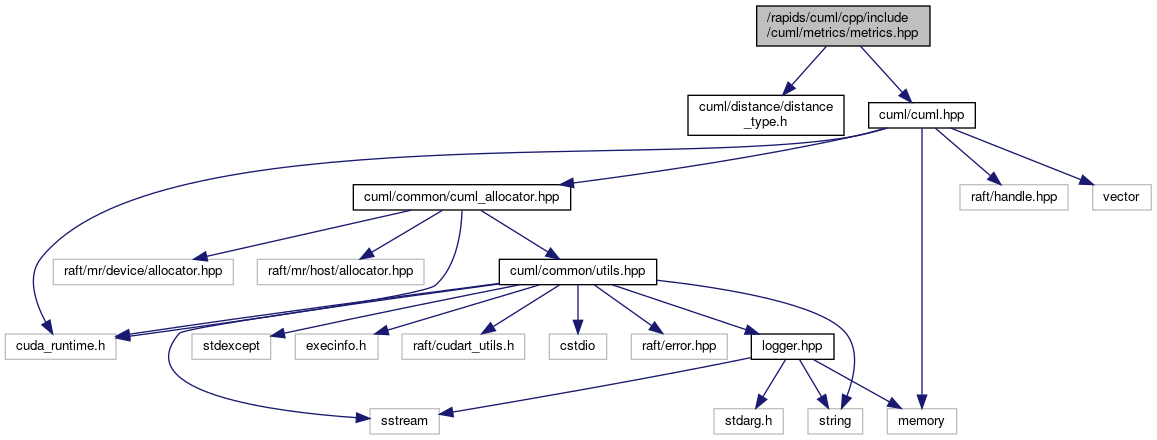 /rapids/cuml/cpp/include
/cuml/metrics/metrics.hpp
cuml/distance/distance
_type.h
cuml/cuml.hpp
cuml/common/cuml_allocator.hpp
raft/handle.hpp
vector
raft/mr/device/allocator.hpp
raft/mr/host/allocator.hpp
cuml/common/utils.hpp
cuda_runtime.h
stdexcept
execinfo.h
raft/cudart_utils.h
cstdio
raft/error.hpp
logger.hpp
sstream
stdarg.h
string
memory